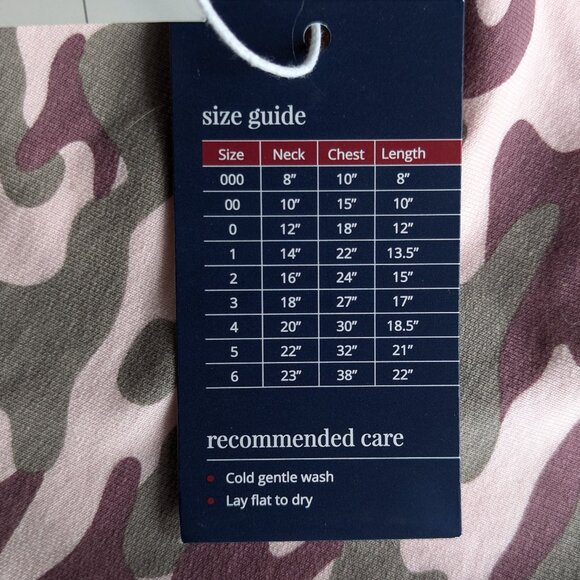 size guide
Size Neck Chest Length
000 8” 10” 8”
00 10” 15” 10”
0 12” 18” 12”
1 14” 22” 13.5”
2 16” 24” 15”
3 18” 27” 17”
4 20” 30” 18.5”
5 22” 32” 21”
6 23” 38” 22”
recommended care
• Cold gentle wash
• Lay flat to dry